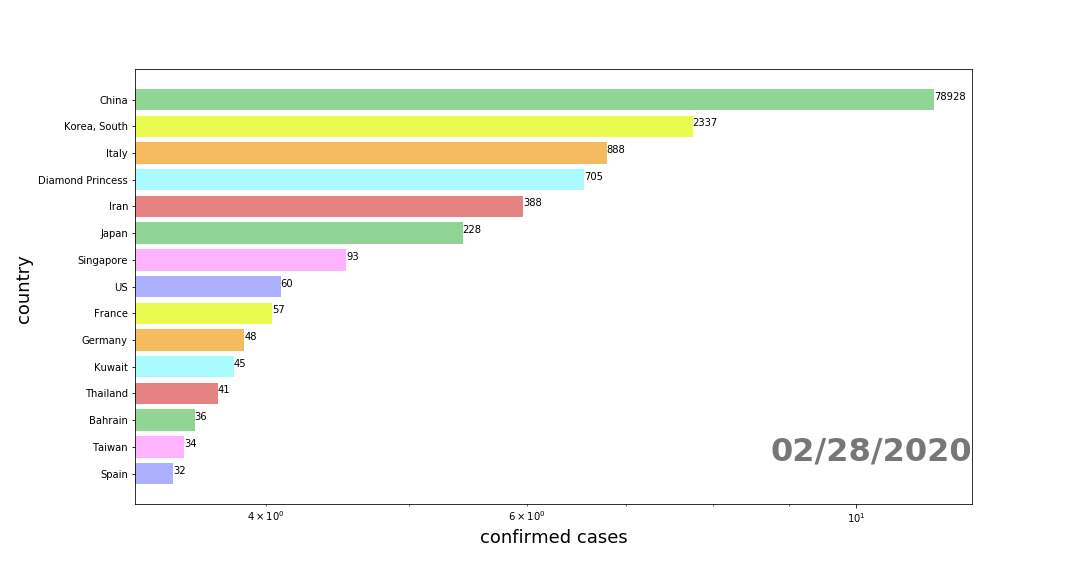 China 78928
Korea, South 2337
Italy 888
Diamond Princess 705
Iran 388
Japan 228
Singapore 93
US 60
France 57
Germany 48
Kuwait 45
Thailand 41
Bahrain 36
Taiwan 34
Spain 32
02/28/2020
country
4 × 10⁰ 6 × 10⁰ 10¹
confirmed cases